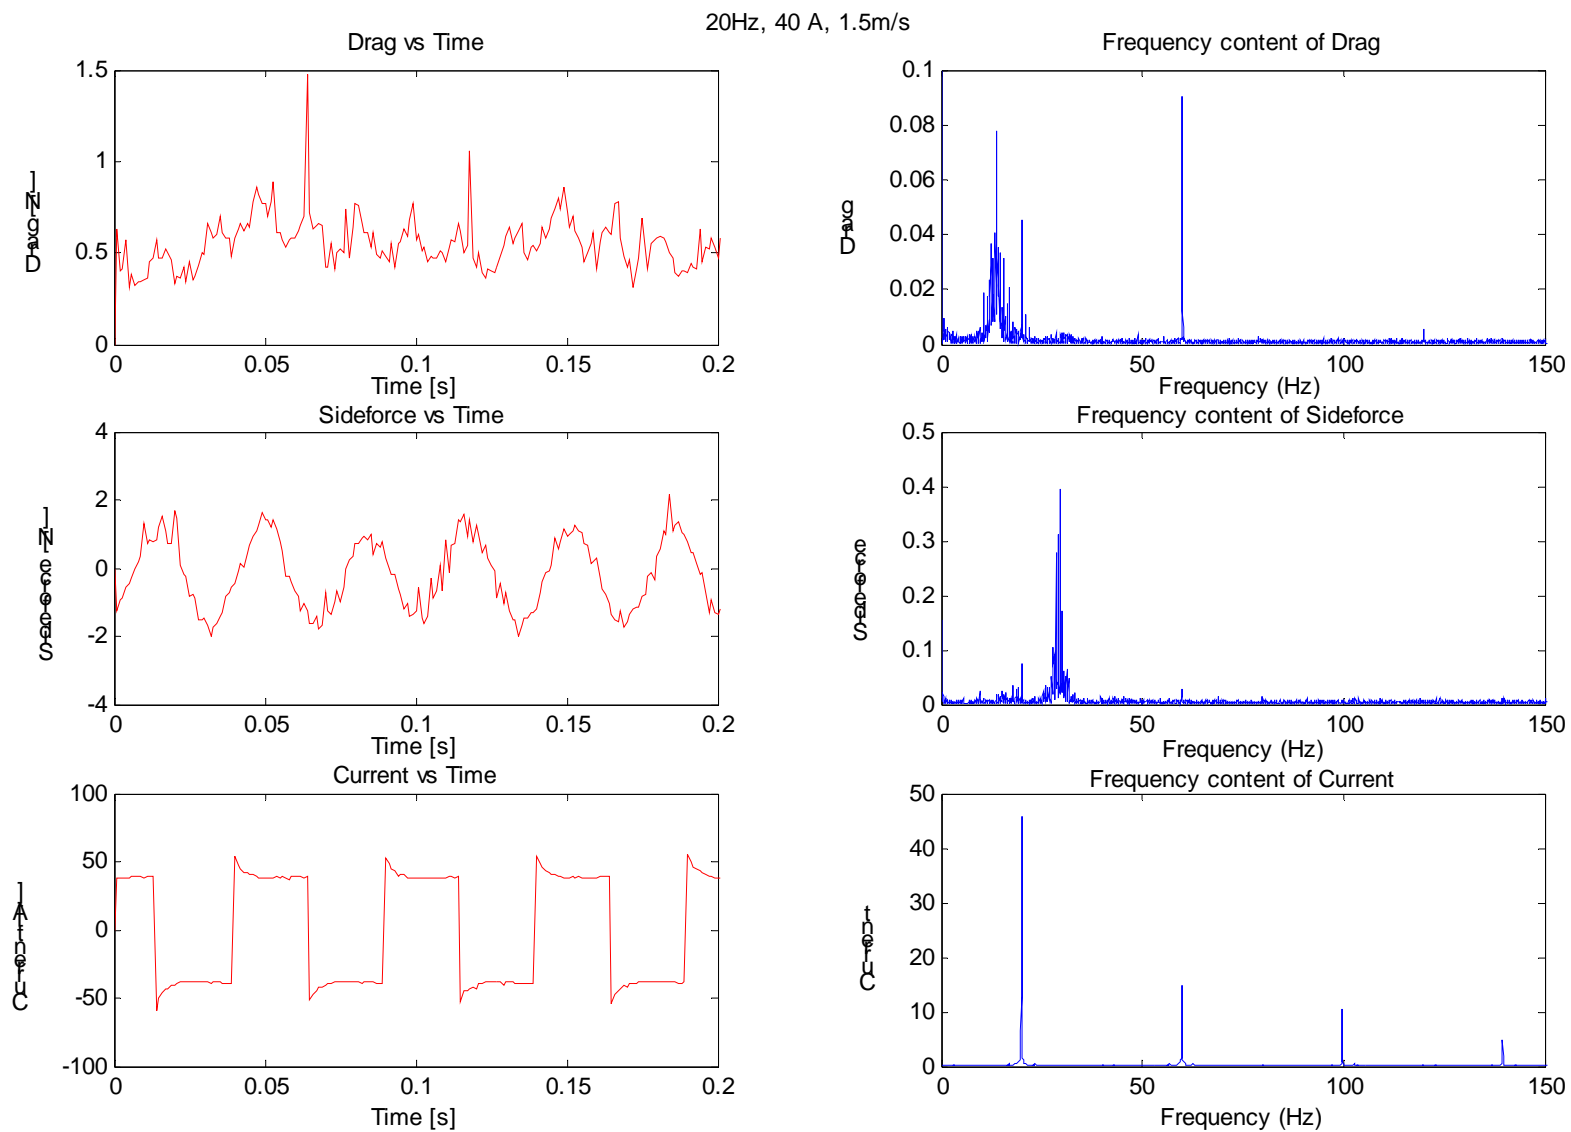 20Hz, 40 A, 1.5m/s
Drag vs Time
1.5
1
0.5
0
Drag [N]
0 0.05 0.1 0.15 0.2
Time [s]
Frequency content of Drag
0.1
0.08
0.06
0.04
0.02
0
Drag
0 50 100 150
Frequency (Hz)
Sideforce vs Time
4
2
0
-2
-4
Sideforce [N]
0 0.05 0.1 0.15 0.2
Time [s]
Frequency content of Sideforce
0.5
0.4
0.3
0.2
0.1
0
Sideforce
0 50 100 150
Frequency (Hz)
Current vs Time
100
50
0
-50
-100
Current [A]
0 0.05 0.1 0.15 0.2
Time [s]
Frequency content of Current
50
40
30
20
10
0
Current
0 50 100 150
Frequency (Hz)